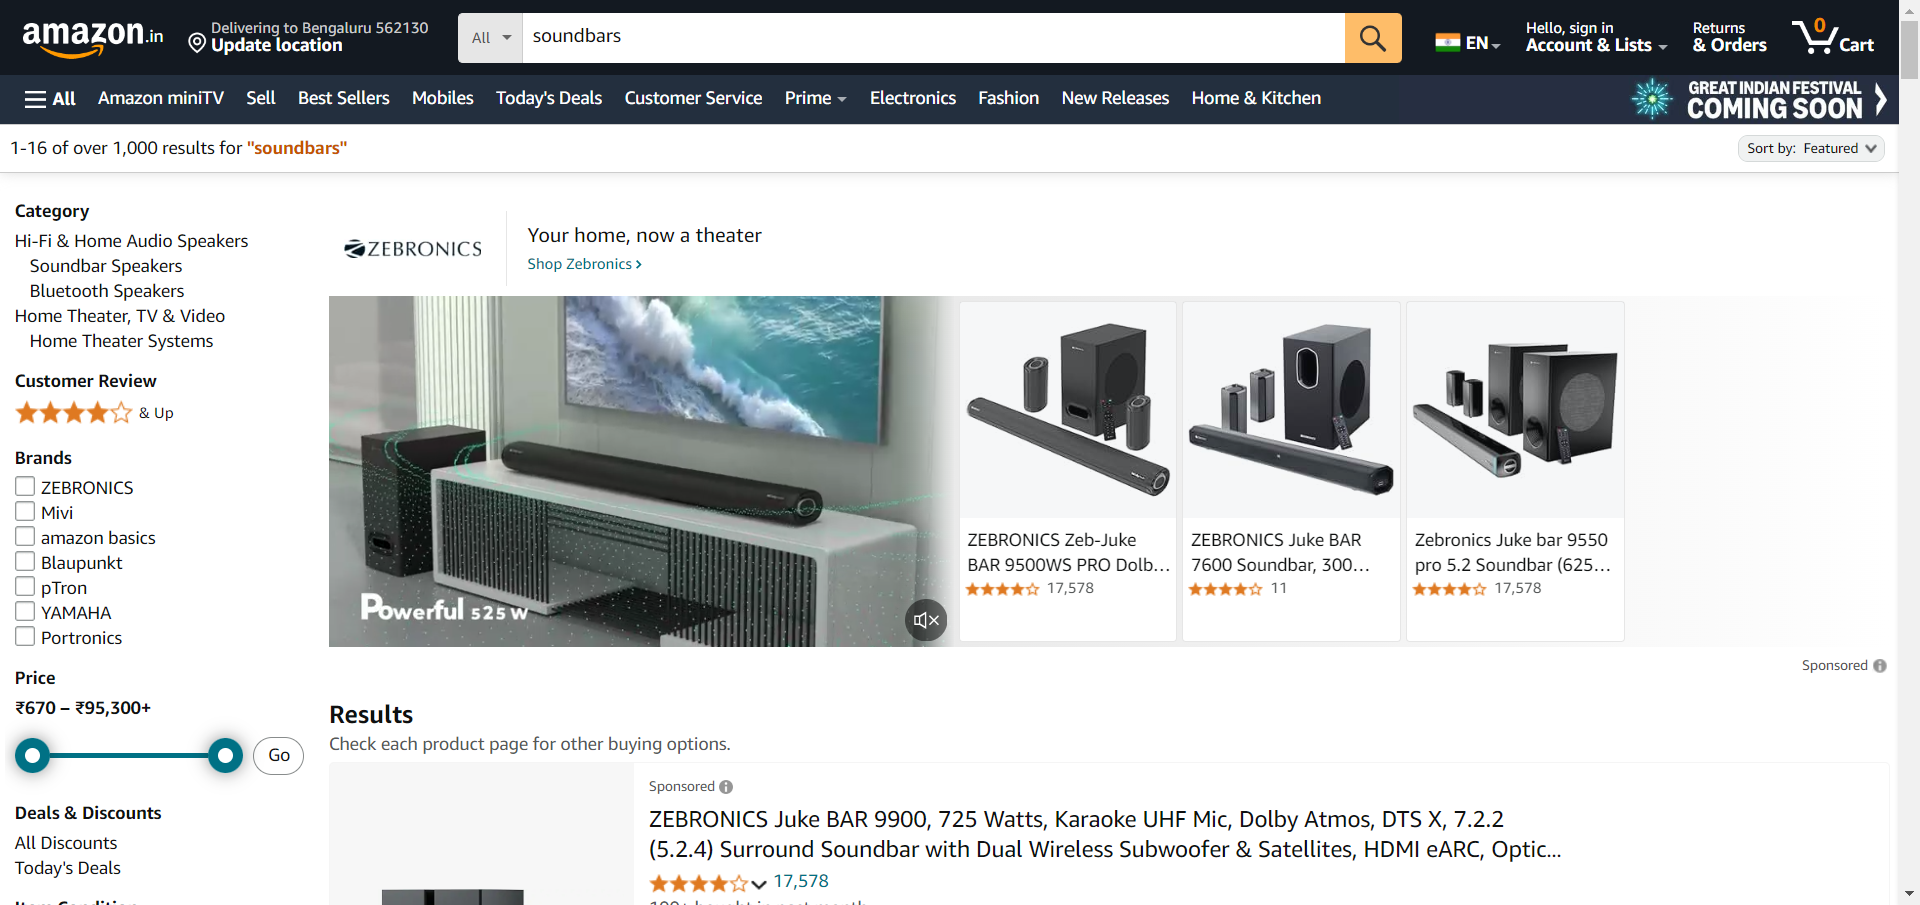 amazon.in
Delivering to Bengaluru 562130
Update location
All
soundbars
EN
Hello, sign in
Account & Lists
Returns
& Orders
0
Cart
All
Amazon miniTV
Sell
Best Sellers
Mobiles
Today's Deals
Customer Service
Prime
Electronics
Fashion
New Releases
Home & Kitchen
GREAT INDIAN FESTIVAL
COMING SOON
1-16 of over 1,000 results for "soundbars"
Sort by: Featured
Category
Hi-Fi & Home Audio Speakers
Soundbar Speakers
Bluetooth Speakers
Home Theater, TV & Video
Home Theater Systems
Customer Review
& Up
Brands
ZEBRONICS
Mivi
amazon basics
Blaupunkt
pTron
YAMAHA
Portronics
Price
₹670 – ₹95,300+
Go
Deals & Discounts
All Discounts
Today's Deals
Item Condition
ZEBRONICS
Your home, now a theater
Shop Zebronics
Powerful 525 W
ZEBRONICS Zeb-Juke
BAR 9500WS PRO Dolb...
17,578
ZEBRONICS Juke BAR
7600 Soundbar, 300...
11
Zebronics Juke bar 9550
pro 5.2 Soundbar (625...
17,578
Sponsored
Results
Check each product page for other buying options.
Sponsored
ZEBRONICS Juke BAR 9900, 725 Watts, Karaoke UHF Mic, Dolby Atmos, DTS X, 7.2.2
(5.2.4) Surround Soundbar with Dual Wireless Subwoofer & Satellites, HDMI eARC, Optic...
17,578
100+ bought in past month